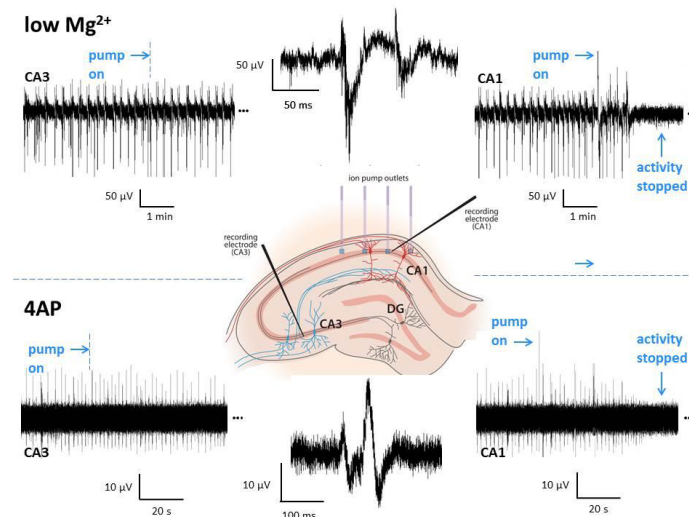 low Mg²⁺
pump
on
CA3
50 µV
1 min
50 µV
50 ms
pump
on
CA1
activity
stopped
50 µV
1 min
ion pump outlets
recording
electrode
(CA1)
recording
electrode
(CA3)
CA1
DG
CA3
4AP
pump
on
CA3
10 µV
20 s
10 µV
100 ms
pump
on
activity
stopped
CA1
10 µV
20 s